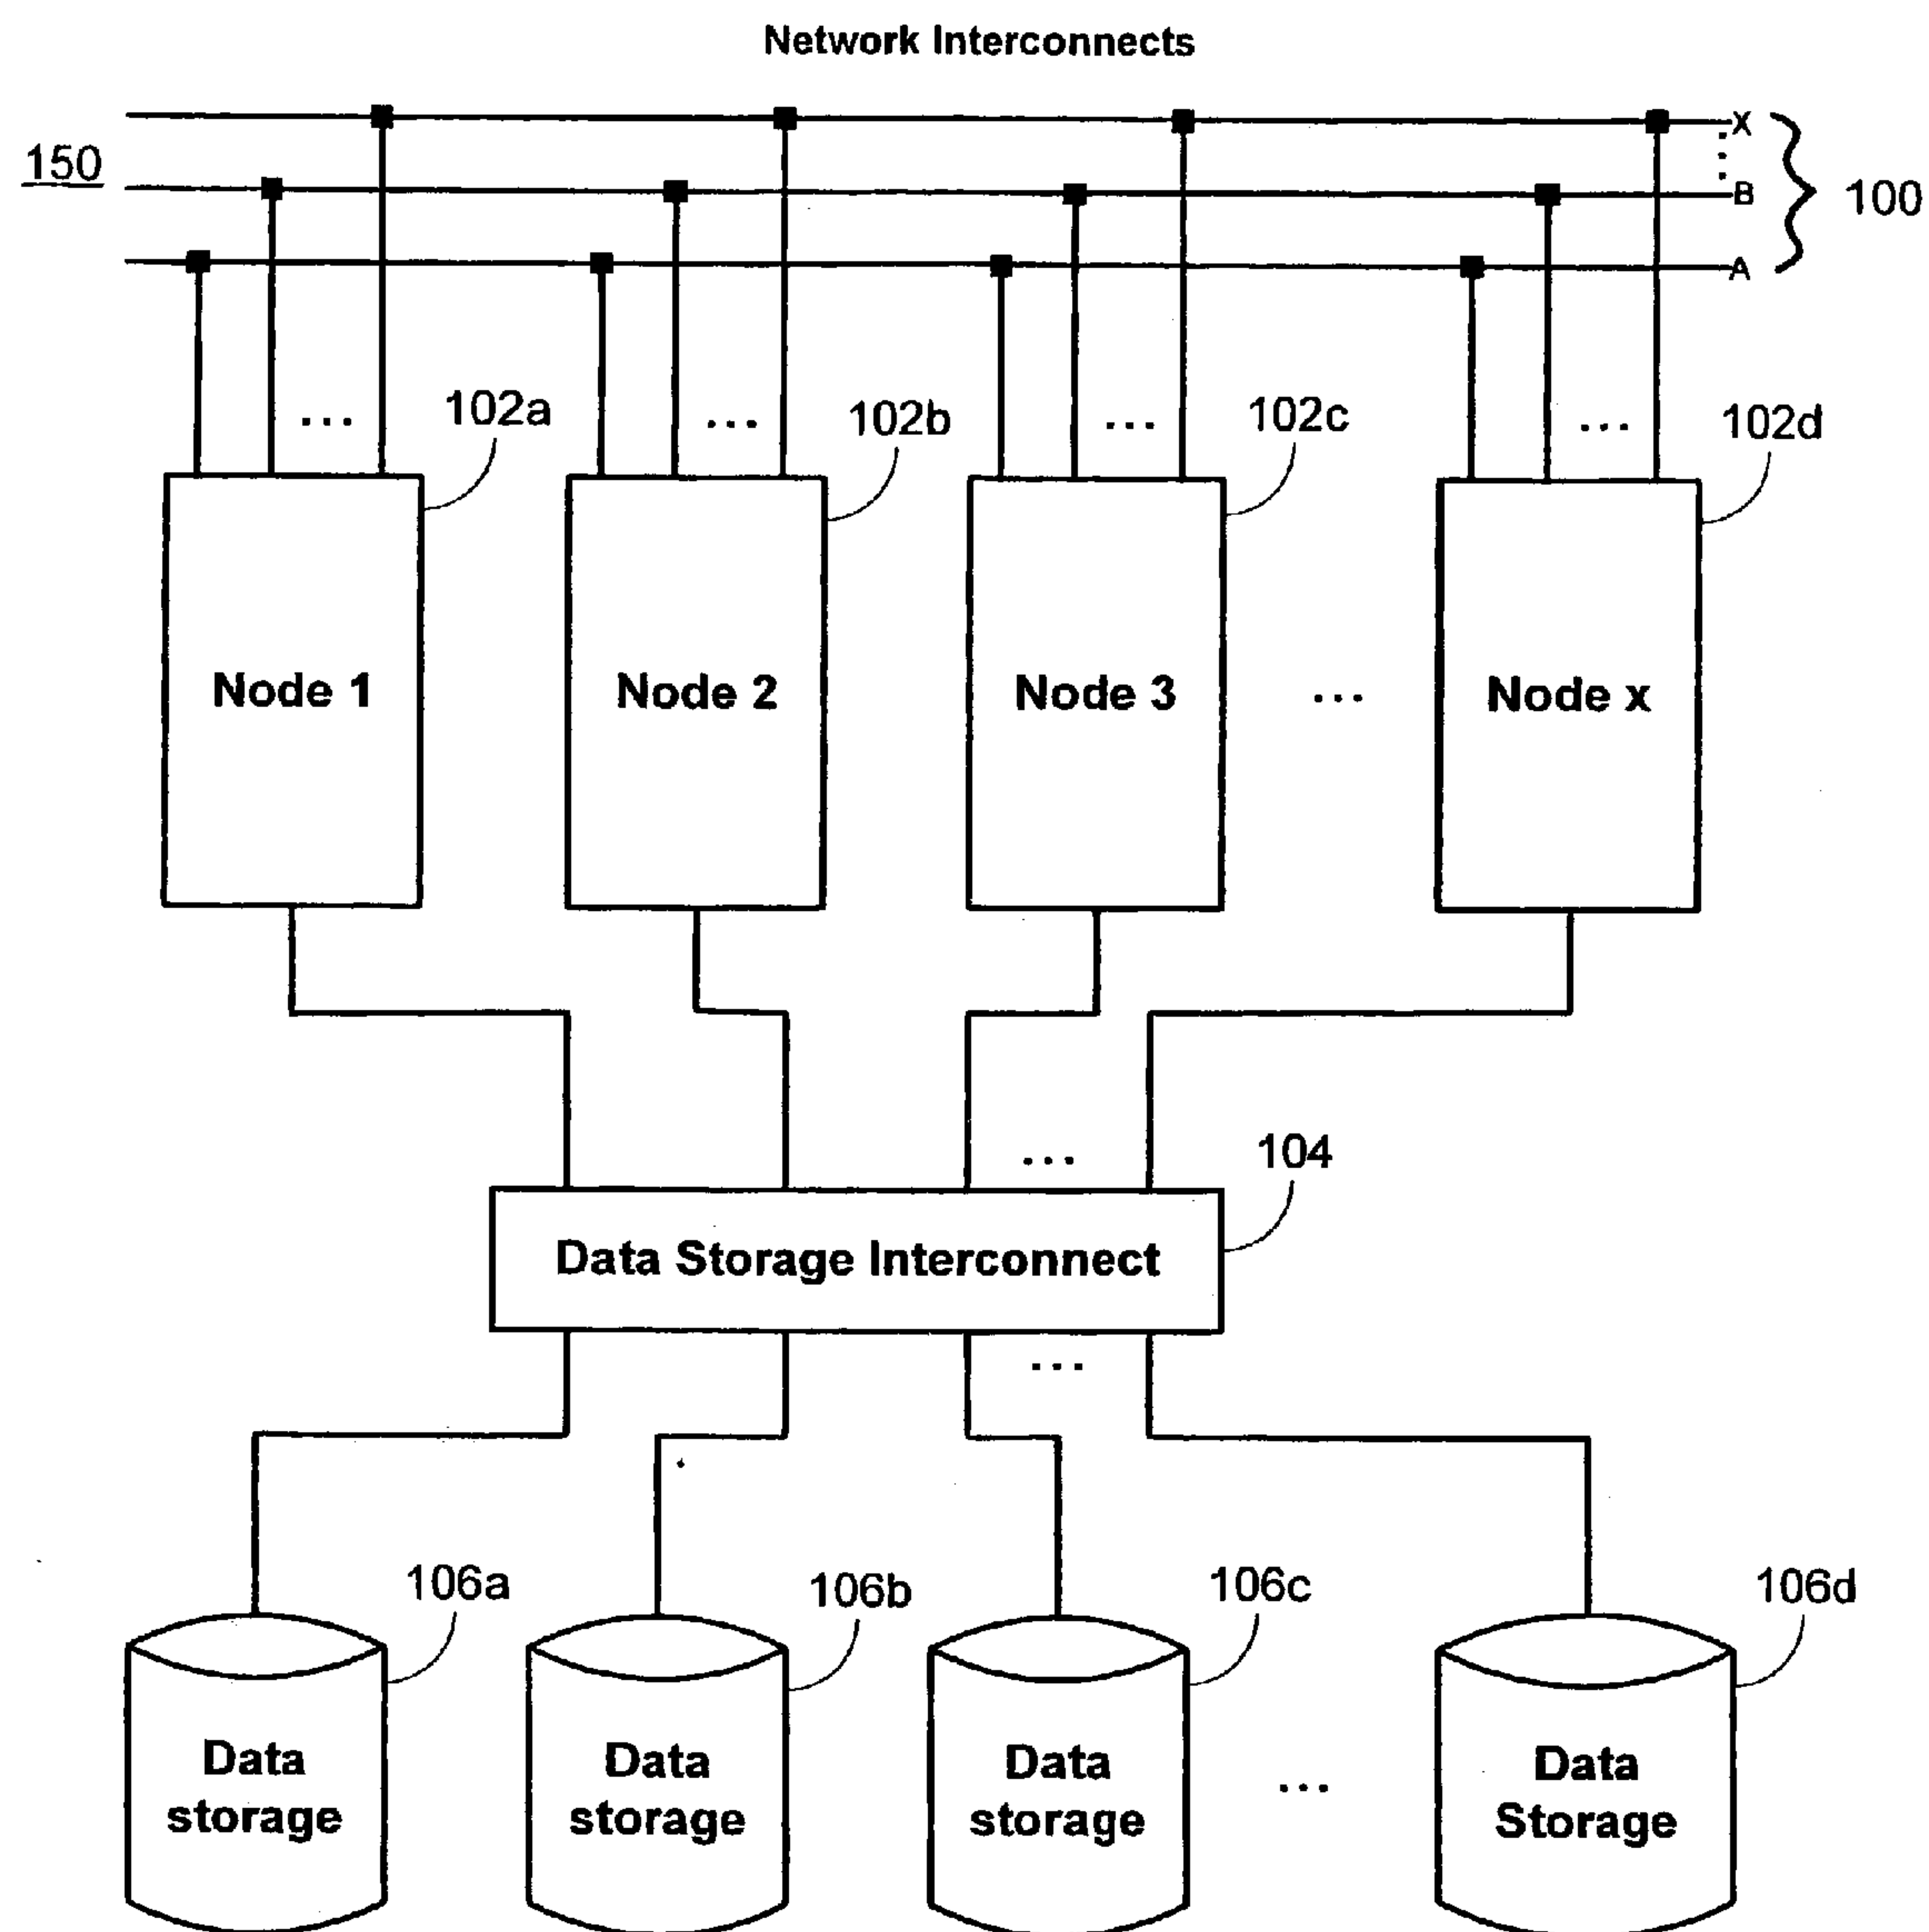 Network Interconnects
X
150
B
100
A
... ... ... ...
102a
102b
102c
102d
Node 1
Node 2
Node 3
...
Node x
...
104
Data Storage Interconnect
...
106a
106b
106c
106d
Data
storage
Data
storage
Data
storage
...
Data
Storage